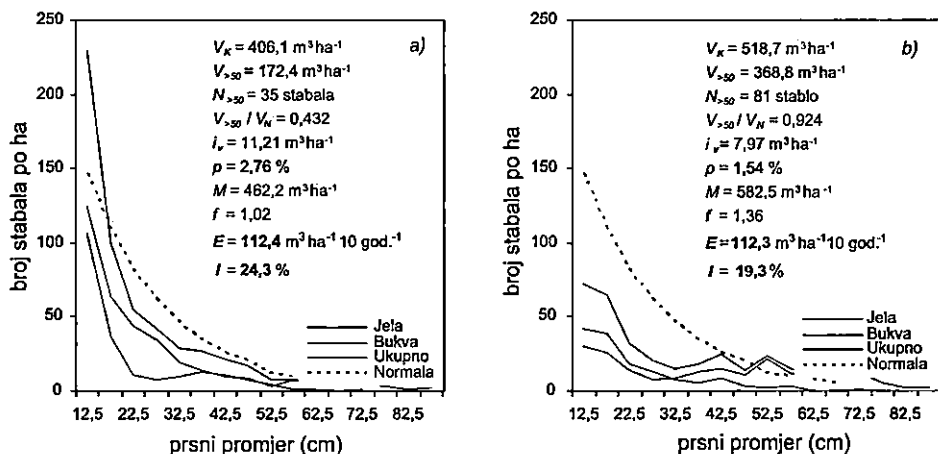 broj stabala po ha
250
200
150
100
50
0
a)
V_K = 406,1 m³ha⁻¹
V_>50 = 172,4 m³ha⁻¹
N_>50 = 35 stabala
V_>50 / V_N = 0,432
i_v = 11,21 m³ha⁻¹
p = 2,76 %
M = 462,2 m³ha⁻¹
f = 1,02
E = 112,4 m³ ha⁻¹ 10 god.⁻¹
I = 24,3 %
Jela
Bukva
Ukupno
Normala
12,5 22,5 32,5 42,5 52,5 62,5 72,5 82,5
prsni promjer (cm)
broj stabala po ha
250
200
150
100
50
0
b)
V_K = 518,7 m³ha⁻¹
V_>50 = 368,8 m³ha⁻¹
N_>50 = 81 stablo
V_>50 / V_N = 0,924
i_v = 7,97 m³ha⁻¹
p = 1,54 %
M = 582,5 m³ha⁻¹
f = 1,36
E = 112,3 m³ ha⁻¹ 10 god.⁻¹
I = 19,3 %
Jela
Bukva
Ukupno
Normala
12,5 22,5 32,5 42,5 52,5 62,5 72,5 82,5
prsni promjer (cm)